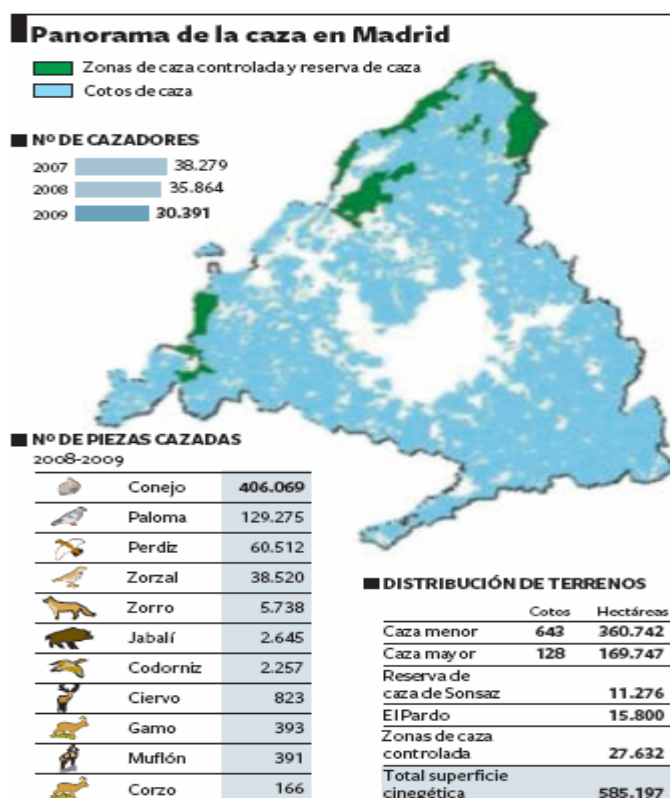 Panorama de la caza en Madrid
Zonas de caza controlada y reserva de caza
Cotos de caza
Nº DE CAZADORES
2007 38.279
2008 35.864
2009 30.391
Nº DE PIEZAS CAZADAS
2008-2009
Conejo 406.069
Paloma 129.275
Perdiz 60.512
Zorzal 38.520
Zorro 5.738
Jabalí 2.645
Codorniz 2.257
Ciervo 823
Gamo 393
Muflón 391
Corzo 166
DISTRIBUCIÓN DE TERRENOS
Cotos Hectáreas
Caza menor 643 360.742
Caza mayor 128 169.747
Reserva de
caza de Sonsaz 11.276
El Pardo 15.800
Zonas de caza
controlada 27.632
Total superficie
cinegética 585.197